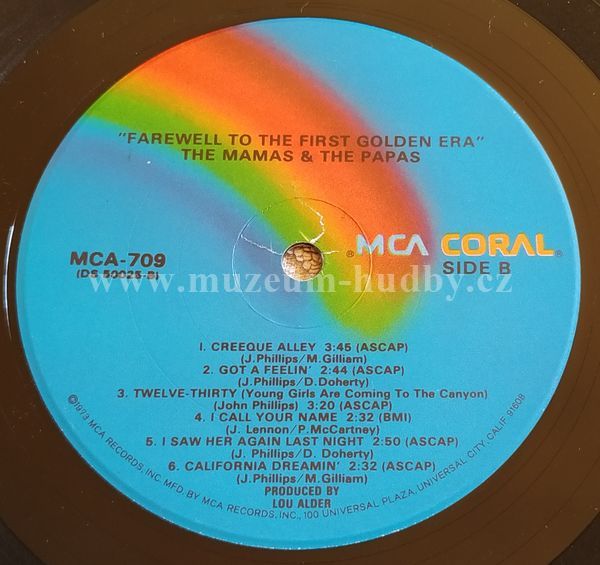 "FAREWELL TO THE FIRST GOLDEN ERA"
THE MAMAS & THE PAPAS
MCA-709
(DS 50025-B)
® MCA CORAL®
SIDE B
www.muzeum-hudby.cz
1. CREEQUE ALLEY 3:45 (ASCAP)
(J.Phillips/M.Gilliam)
2. GOT A FEELIN' 2:44 (ASCAP)
(J.Phillips/D.Doherty)
3. TWELVE-THIRTY (Young Girls Are Coming To The Canyon)
(John Phillips) 3:20 (ASCAP)
4. I CALL YOUR NAME 2:32 (BMI)
(J. Lennon/P.McCartney)
5. I SAW HER AGAIN LAST NIGHT 2:50 (ASCAP)
(J. Phillips/D. Doherty)
6. CALIFORNIA DREAMIN' 2:32 (ASCAP)
(J.Phillips/M.Gilliam)
PRODUCED BY
LOU ALDER
©1973 MCA RECORDS, INC. MFD. BY MCA RECORDS, INC., 100 UNIVERSAL PLAZA, UNIVERSAL CITY, CALIF. 91608